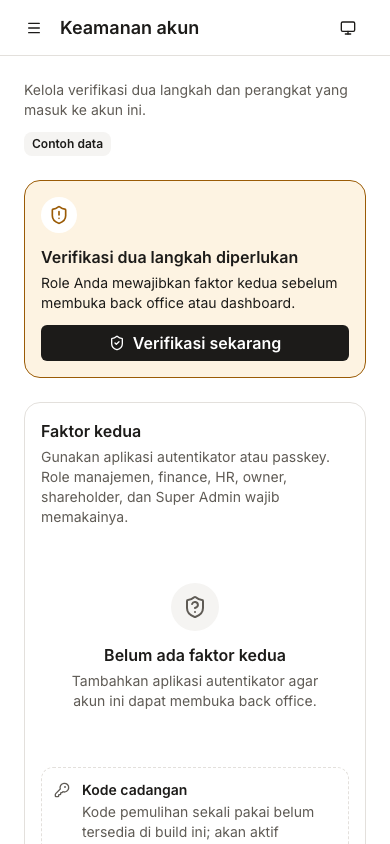 Keamanan akun
Kelola verifikasi dua langkah dan perangkat yang
masuk ke akun ini.
Contoh data
Verifikasi dua langkah diperlukan
Role Anda mewajibkan faktor kedua sebelum
membuka back office atau dashboard.
Verifikasi sekarang
Faktor kedua
Gunakan aplikasi autentikator atau passkey.
Role manajemen, finance, HR, owner,
shareholder, dan Super Admin wajib
memakainya.
Belum ada faktor kedua
Tambahkan aplikasi autentikator agar
akun ini dapat membuka back office.
Kode cadangan
Kode pemulihan sekali pakai belum
tersedia di build ini; akan aktif